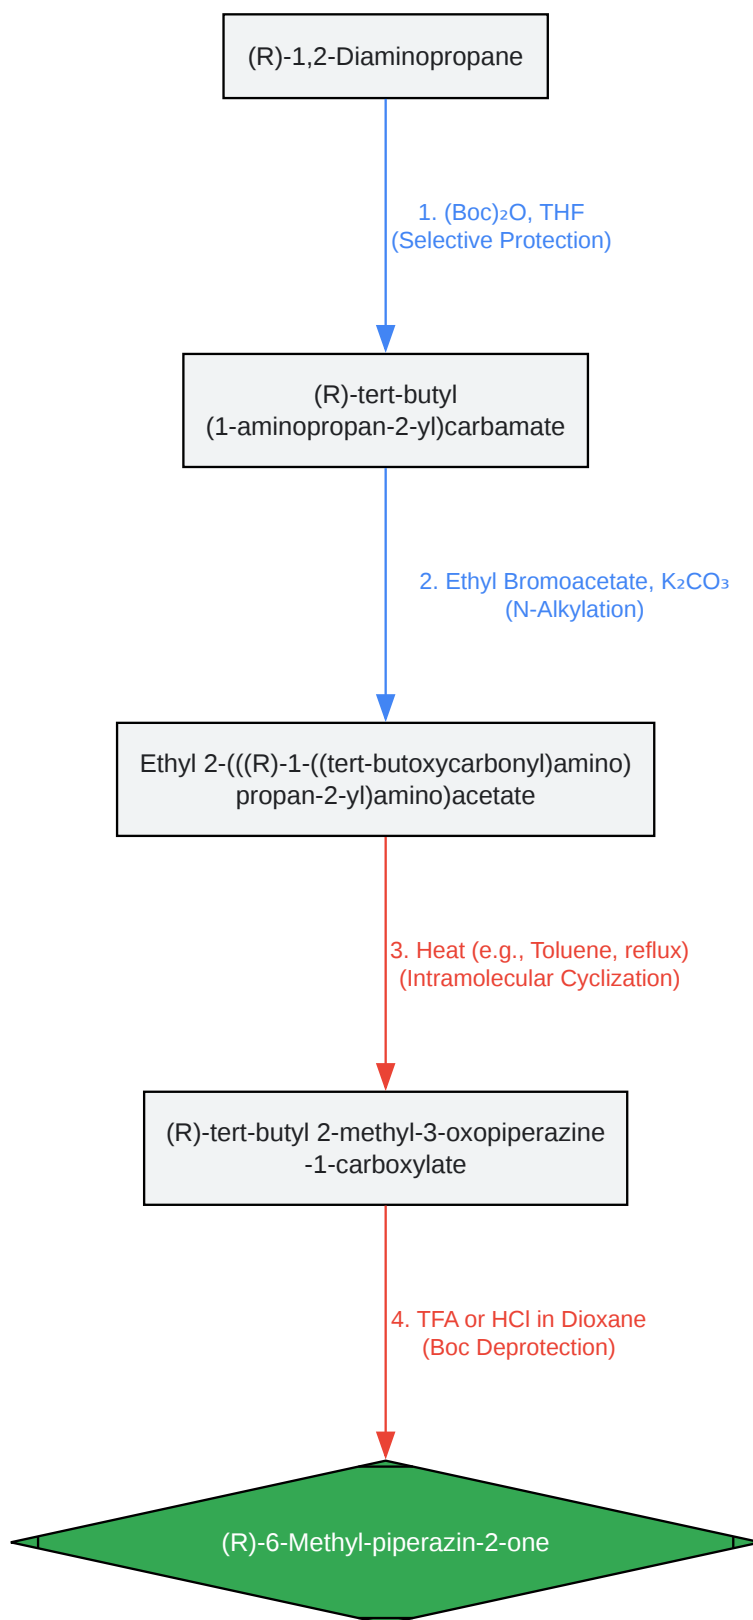 (R)-1,2-Diaminopropane
1. (Boc)₂O, THF
(Selective Protection)
(R)-tert-butyl
(1-aminopropan-2-yl)carbamate
2. Ethyl Bromoacetate, K₂CO₃
(N-Alkylation)
Ethyl 2-(((R)-1-((tert-butoxycarbonyl)amino)
propan-2-yl)amino)acetate
3. Heat (e.g., Toluene, reflux)
(Intramolecular Cyclization)
(R)-tert-butyl 2-methyl-3-oxopiperazine
-1-carboxylate
4. TFA or HCl in Dioxane
(Boc Deprotection)
(R)-6-Methyl-piperazin-2-one